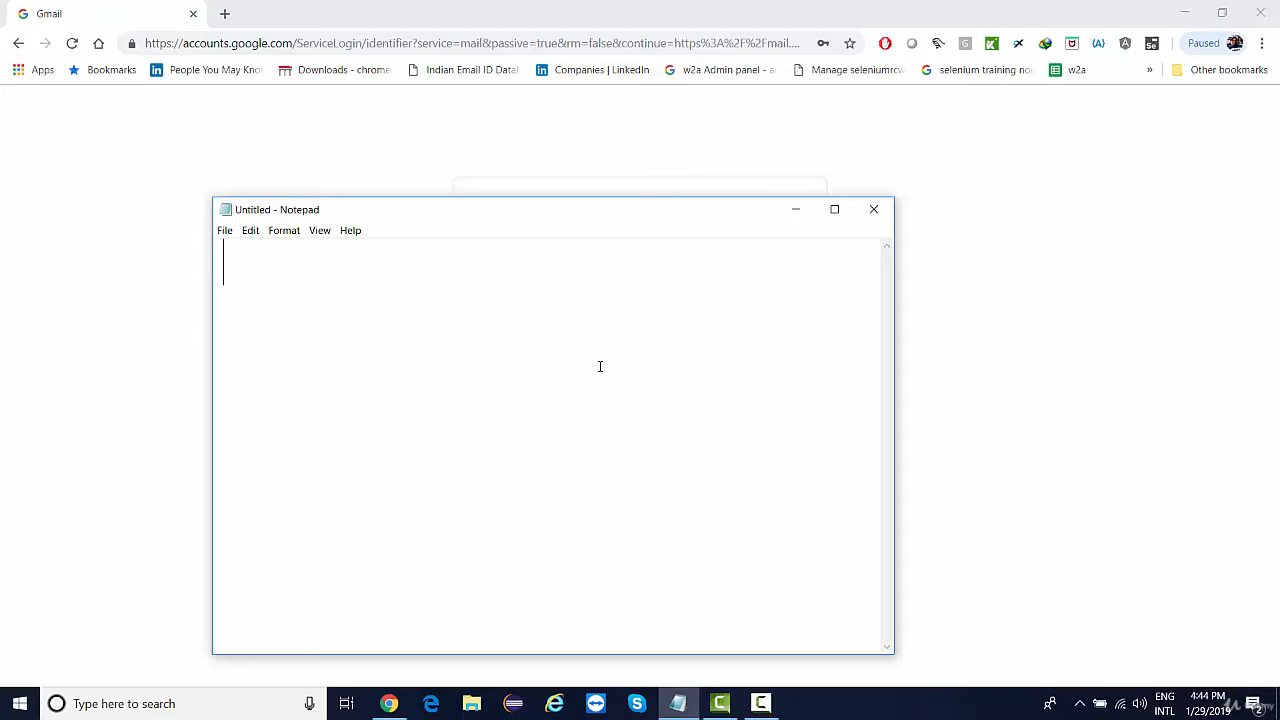 Gmail
https://accounts.google.com/ServiceLogin/identifier?service=mail&passive=true&rm=false&continue=https%3A%2F%2Fmail....
Paused
Apps
Bookmarks
People You May Kno
Downloads - chrome
Indian Email ID Datab
Companies | LinkedIn
w2a Admin panel - a
Manage seleniumrcw
selenium training no
w2a
»
Other bookmarks
Untitled - Notepad
File Edit Format View Help
Type here to search
ENG
INTL
4:44 PM
1/29/2019
2